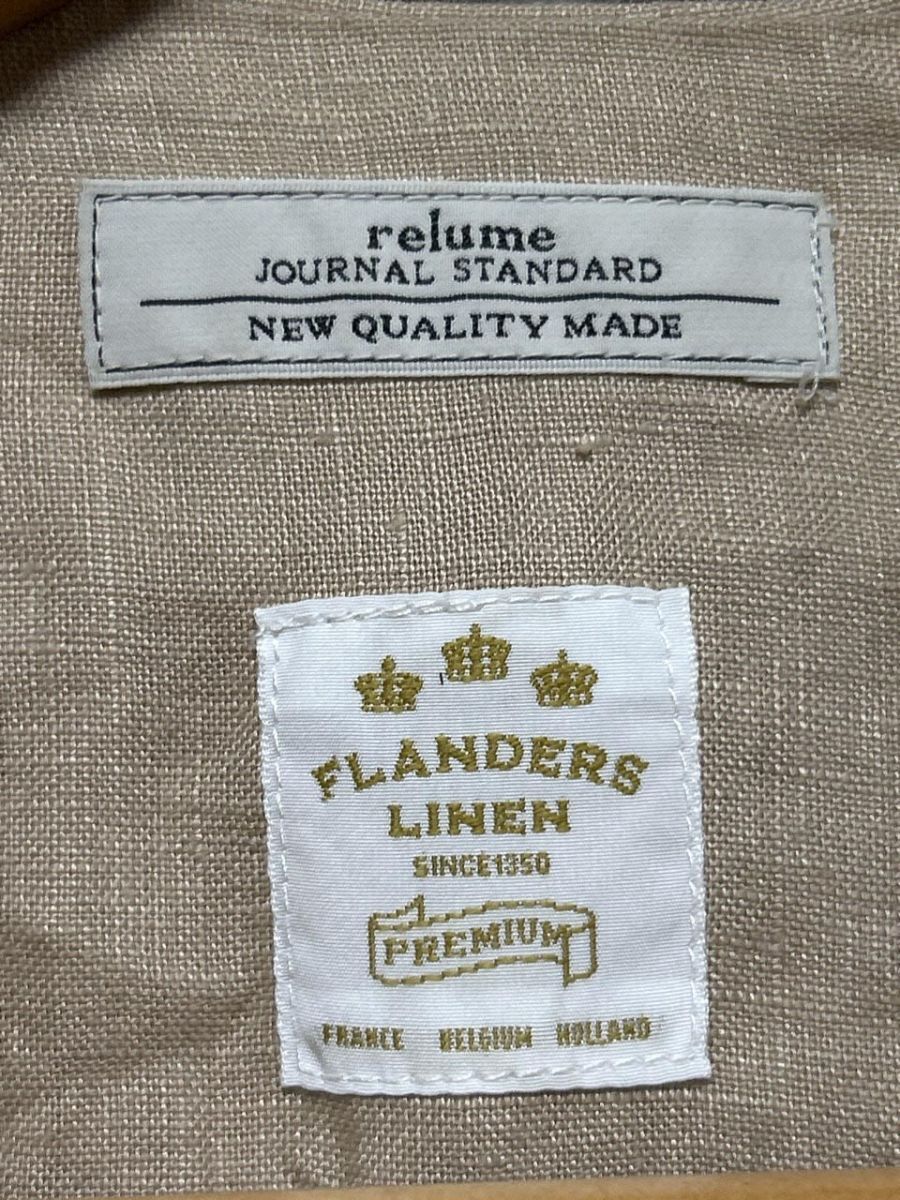 relume
JOURNAL STANDARD
NEW QUALITY MADE
FLANDERS
LINEN
SINCE1350
PREMIUM
FRANCE BELGIUM HOLLAND